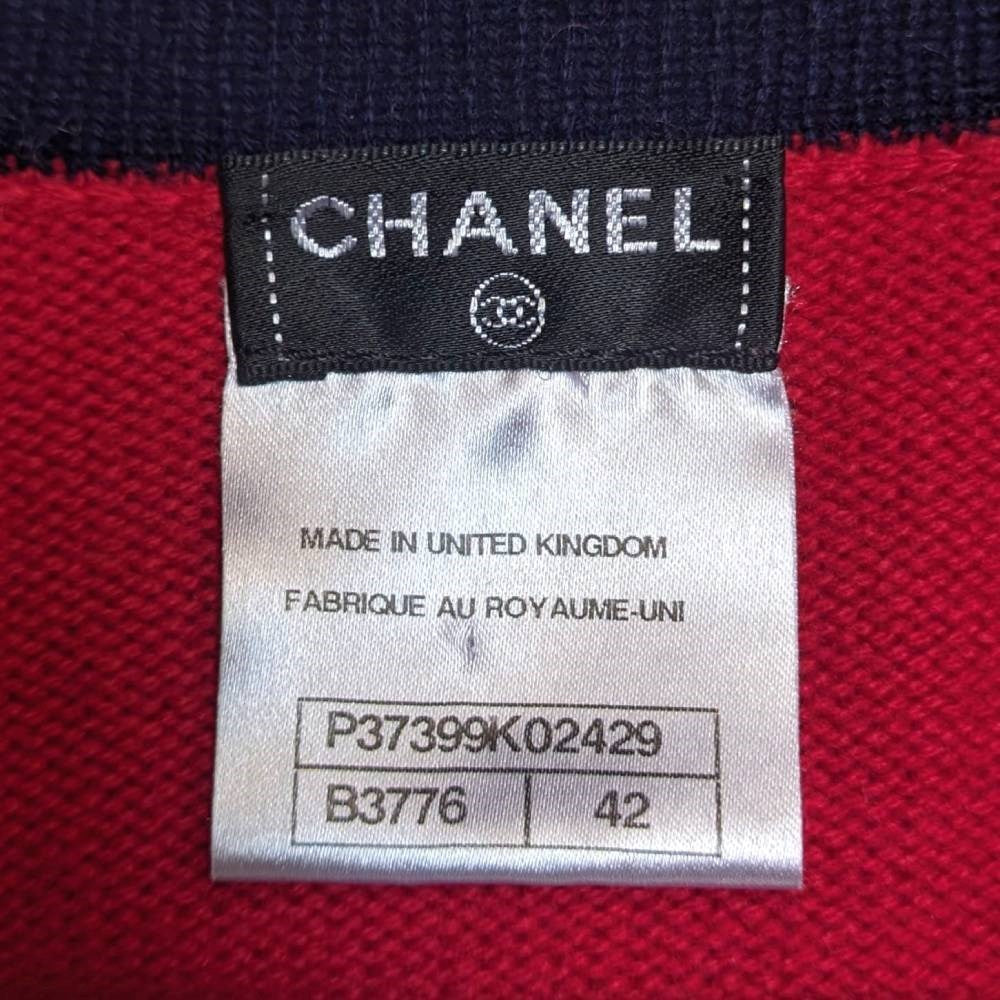 CHANEL
MADE IN UNITED KINGDOM
FABRIQUE AU ROYAUME-UNI
P37399K02429
B3776 42